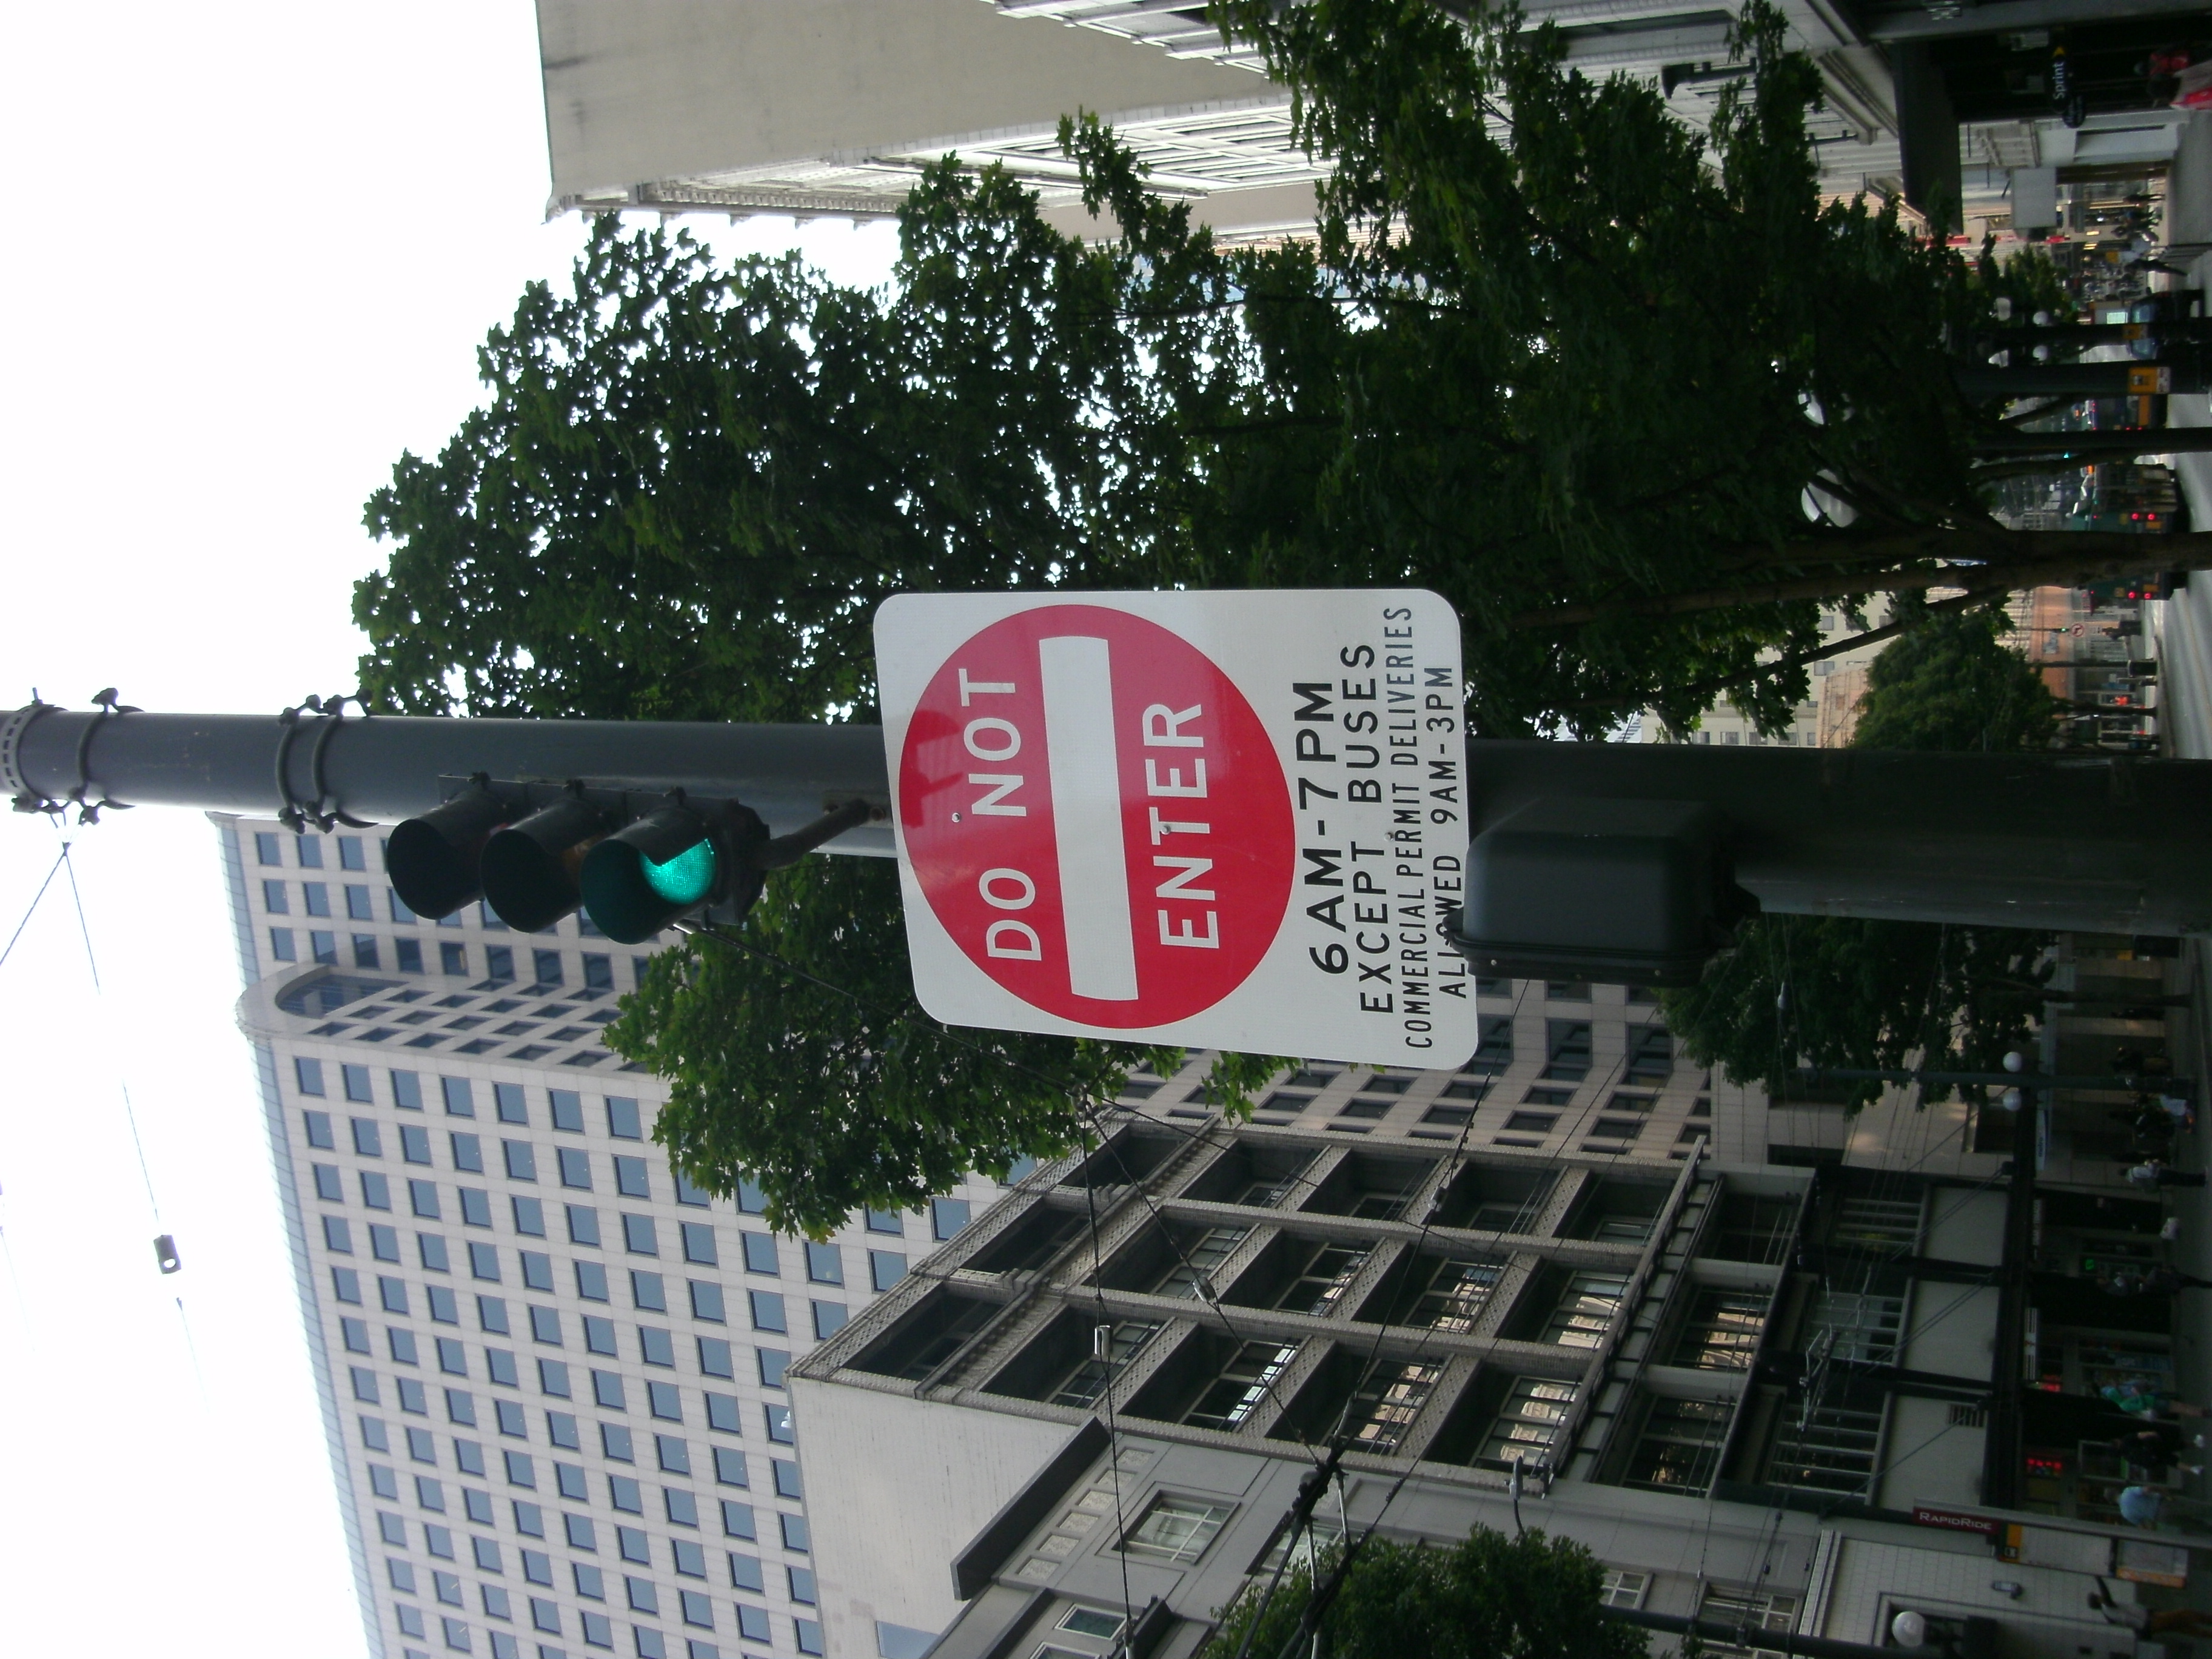 DO NOT
ENTER
6AM-7PM
EXCEPT BUSES
COMMERCIAL PERMIT DELIVERIES
ALLOWED 9AM-3PM
Sprint
RAPIDRIDE